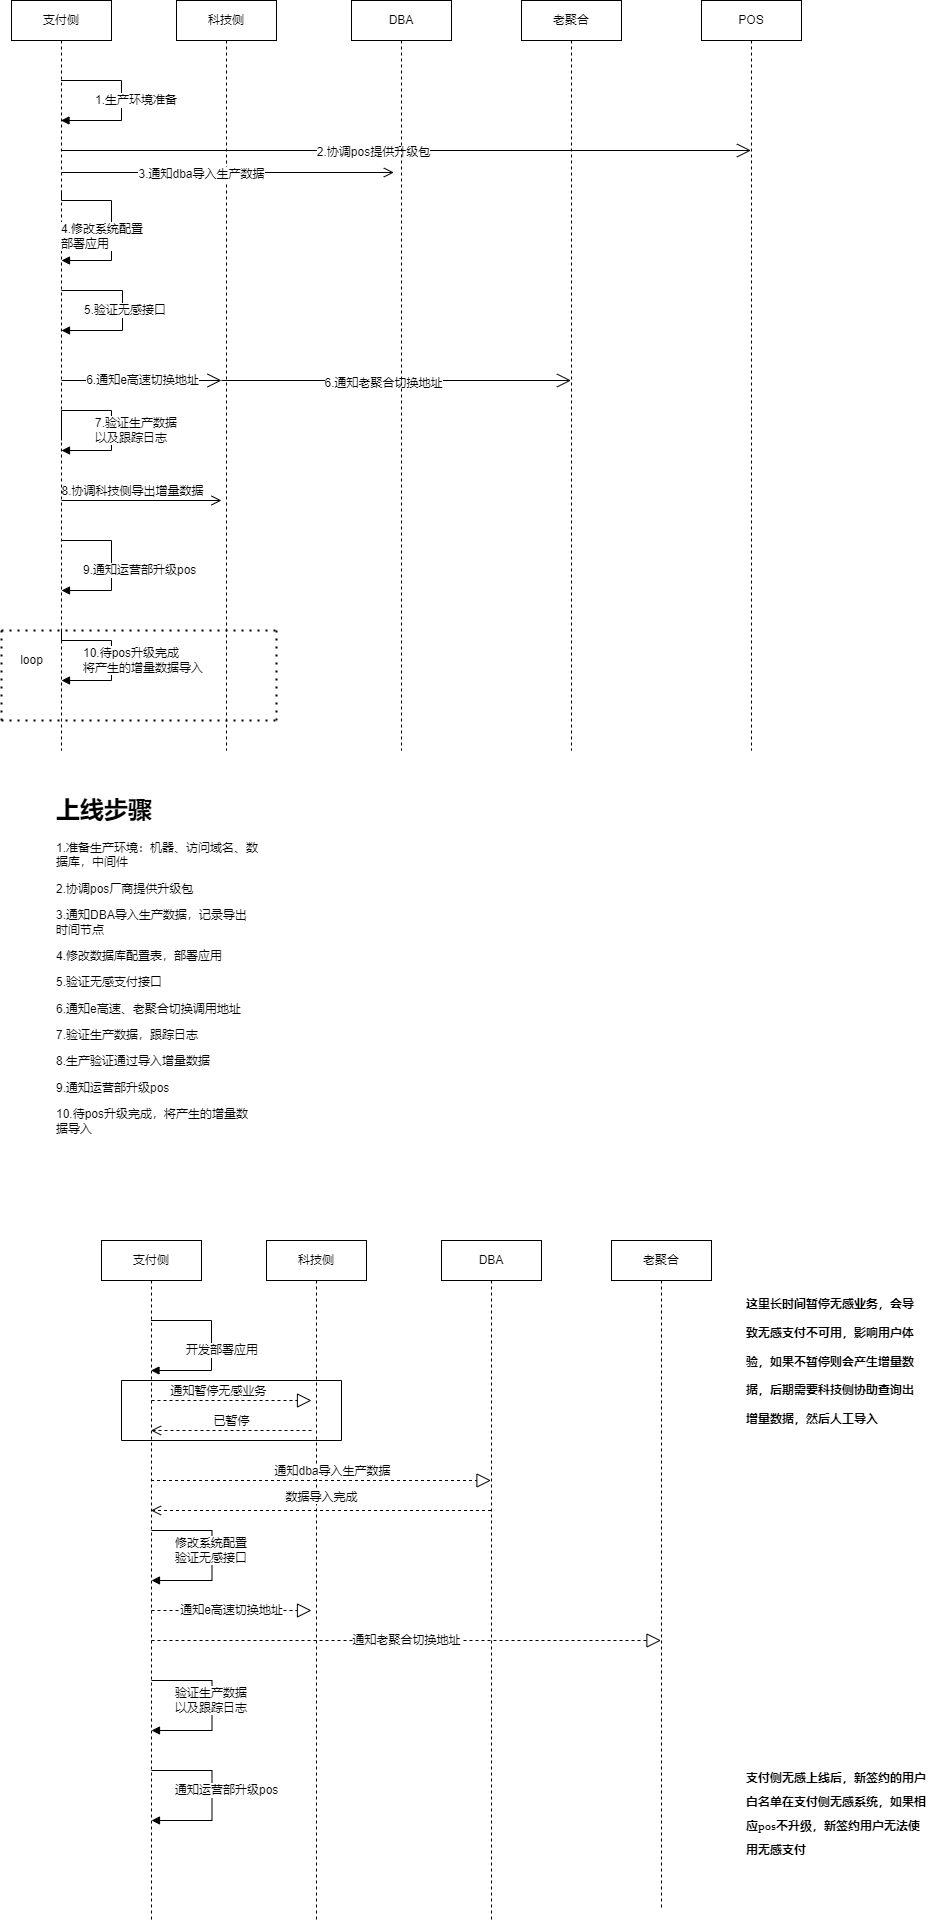 支付侧
科技侧
DBA
老聚合
POS
1.生产环境准备
2.协调pos提供升级包
3.通知dba导入生产数据
4.修改系统配置
部署应用
5.验证无感接口
6.通知e高速切换地址
6.通知老聚合切换地址
7.验证生产数据
以及跟踪日志
8.协调科技侧导出增量数据
9.通知运营部升级pos
loop
10.待pos升级完成
将产生的增量数据导入
上线步骤
1.准备生产环境：机器、访问域名、数
据库，中间件
2.协调pos厂商提供升级包
3.通知DBA导入生产数据，记录导出
时间节点
4.修改数据库配置表，部署应用
5.验证无感支付接口
6.通知e高速、老聚合切换调用地址
7.验证生产数据，跟踪日志
8.生产验证通过导入增量数据
9.通知运营部升级pos
10.待pos升级完成，将产生的增量数
据导入
支付侧
科技侧
DBA
老聚合
这里长时间暂停无感业务，会导
致无感支付不可用，影响用户体
验，如果不暂停则会产生增量数
据，后期需要科技侧协助查询出
增量数据，然后人工导入
开发部署应用
通知暂停无感业务
已暂停
通知dba导入生产数据
数据导入完成
修改系统配置
验证无感接口
通知e高速切换地址
通知老聚合切换地址
验证生产数据
以及跟踪日志
通知运营部升级pos
支付侧无感上线后，新签约的用户
白名单在支付侧无感系统，如果相
应pos不升级，新签约用户无法使
用无感支付